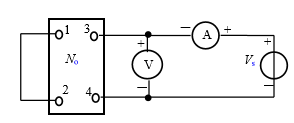 1 3 − A +
N₀ + V − Vₛ + −
2 4